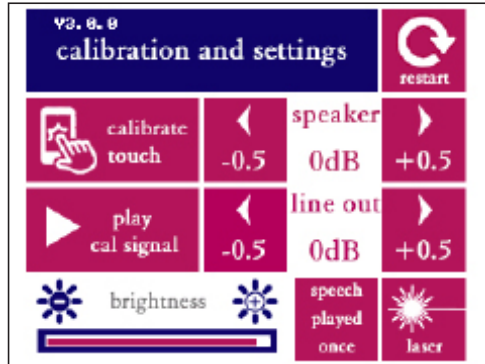 V3.0.0
calibration and settings
restart
calibrate
touch
-0.5
speaker
0dB
+0.5
play
cal signal
-0.5
line out
0dB
+0.5
brightness
speech
played
once
laser